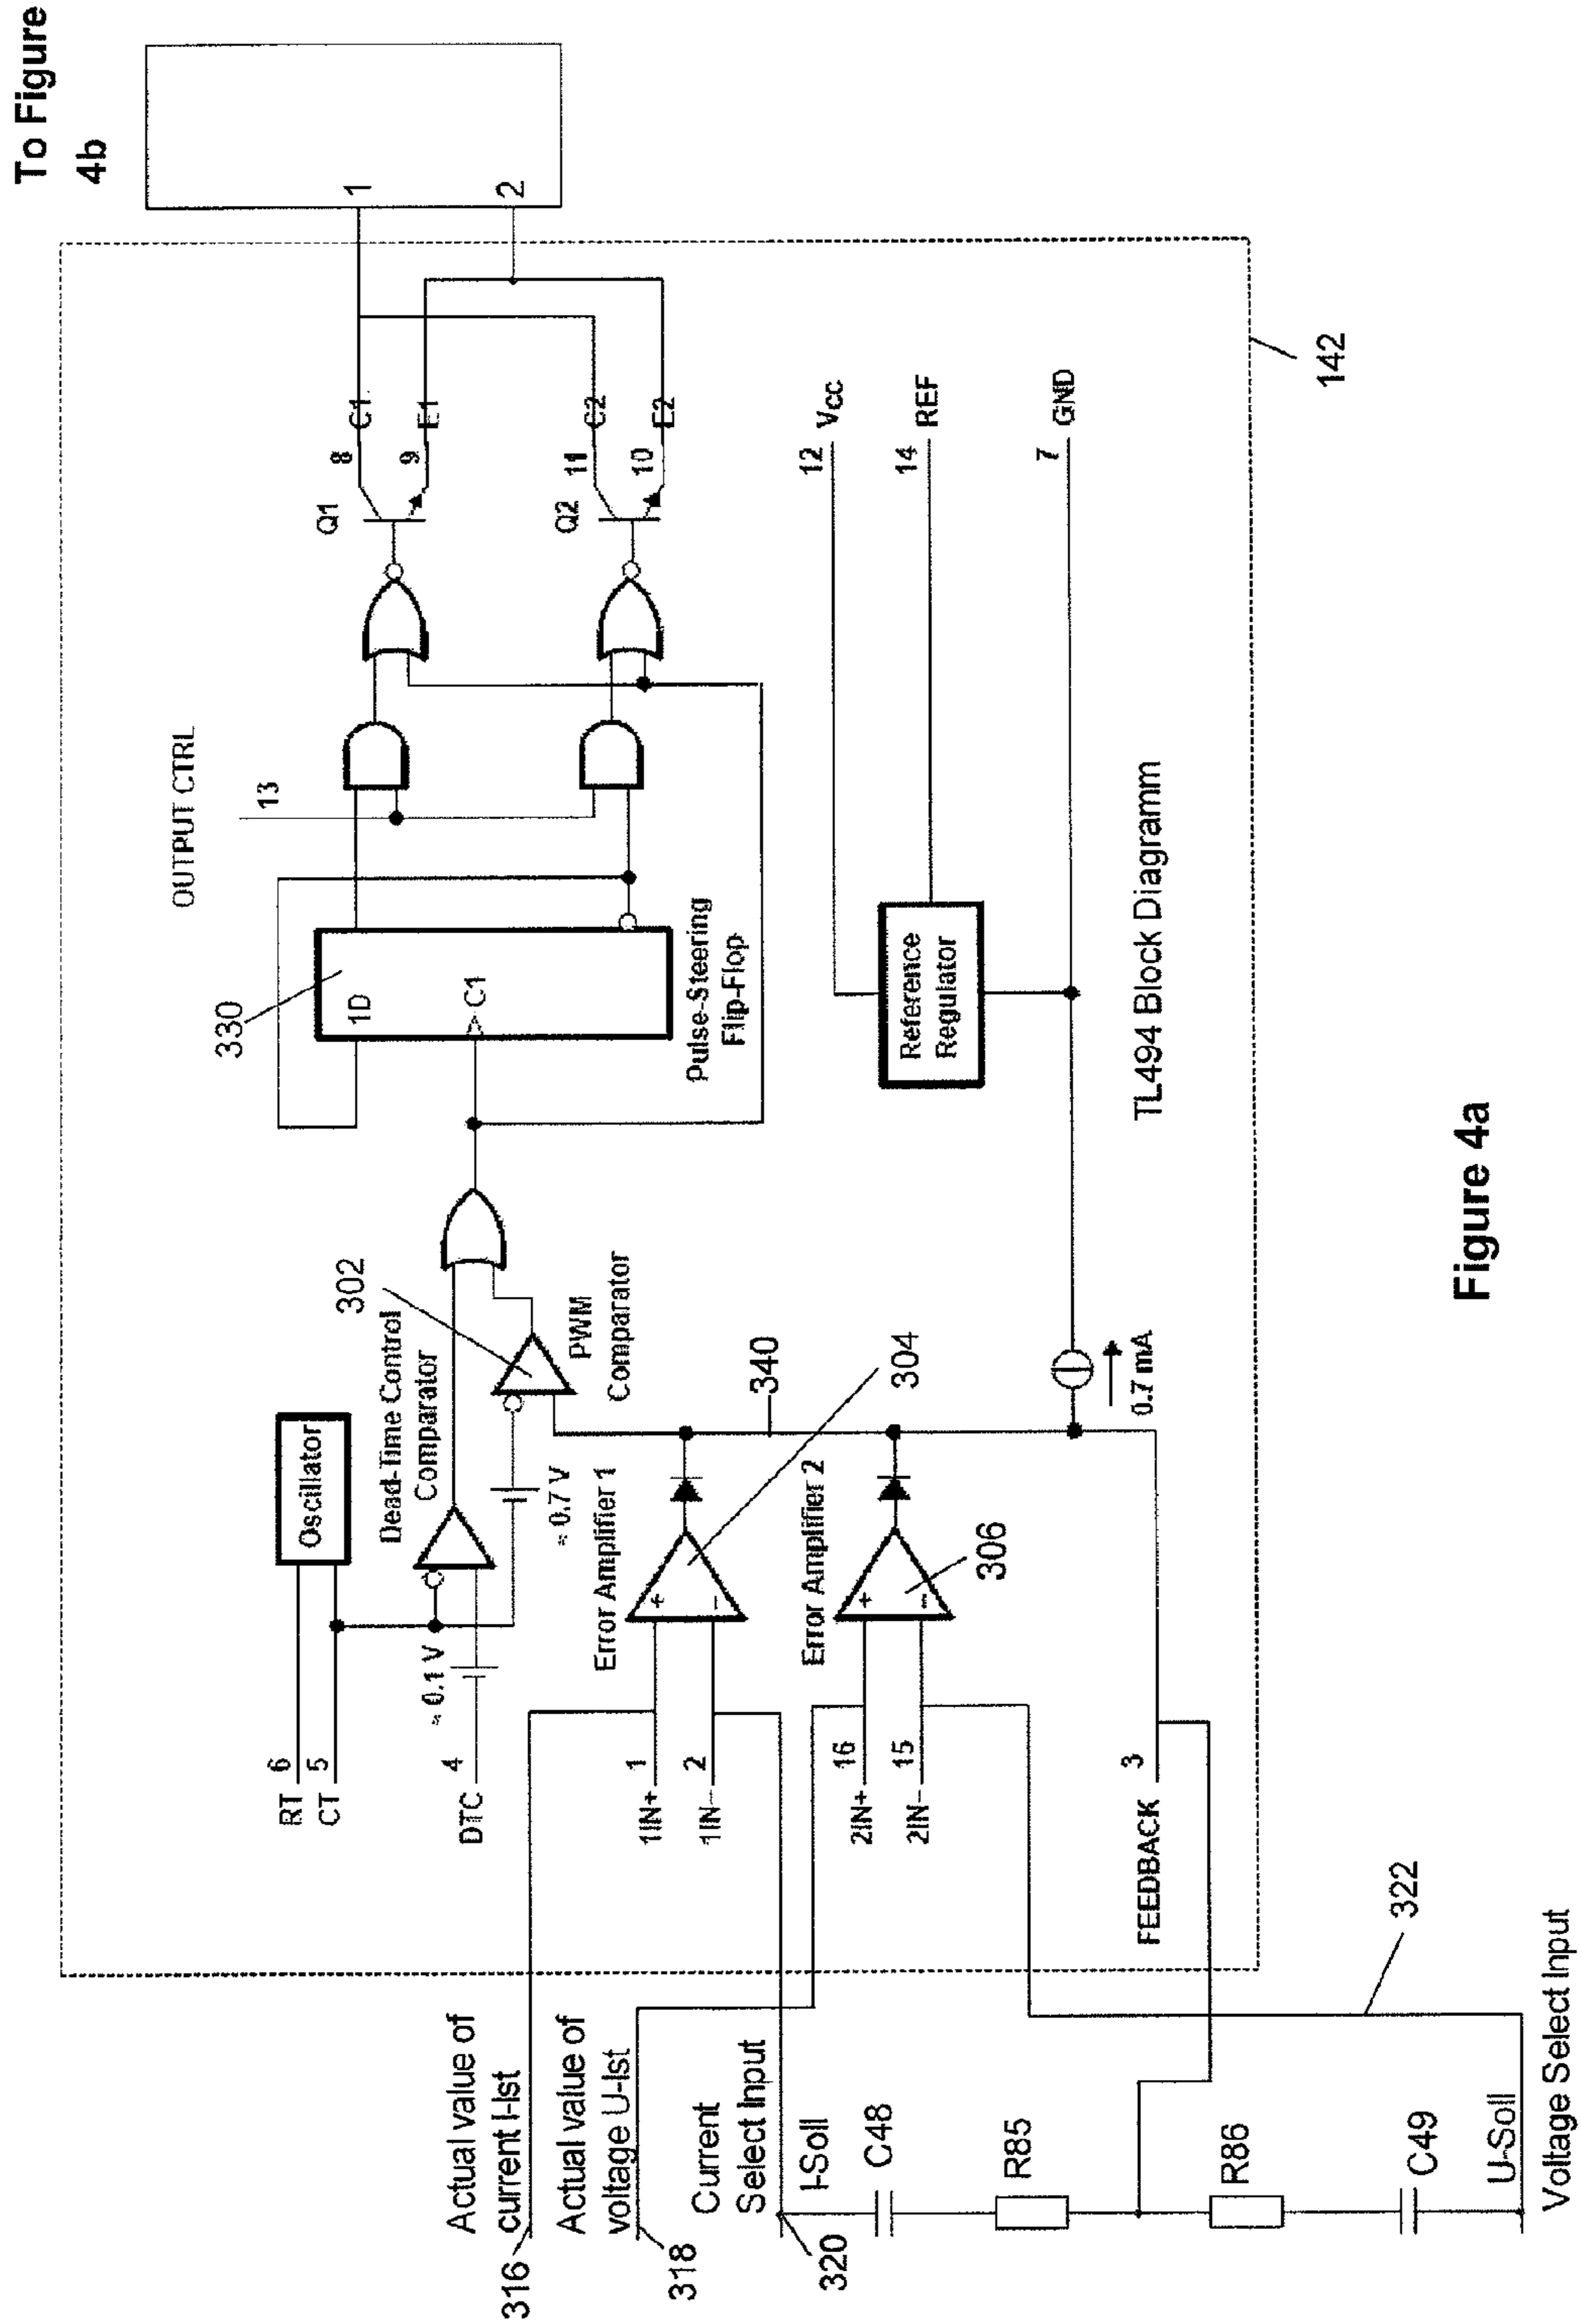 To Figure
4b
1
2
142
OUTPUT CTRL
13
Q1
8
C1
9
E1
Q2
11
C2
10
E2
330
1D
C1
Pulse-Steering
Flip-Flop
12
Vcc
14
REF
7
GND
Reference
Regulator
TL494 Block Diagramm
Oscillator
RT
6
CT
5
DTC
4
≈ 0.1 V
Dead-Time Control
Comparator
302
PWM
Comparator
≈ 0.7 V
Error Amplifier 1
+
−
304
340
1IN+
1
1IN−
2
Error Amplifier 2
+
−
306
2IN+
16
2IN−
15
FEEDBACK
3
0.7 mA
Actual value of
current I-Ist
316
Actual value of
voltage U-Ist
318
Current
Select Input
I-Soll
320
C48
R85
R86
C49
U-Soll
Voltage Select Input
322
Figure 4a